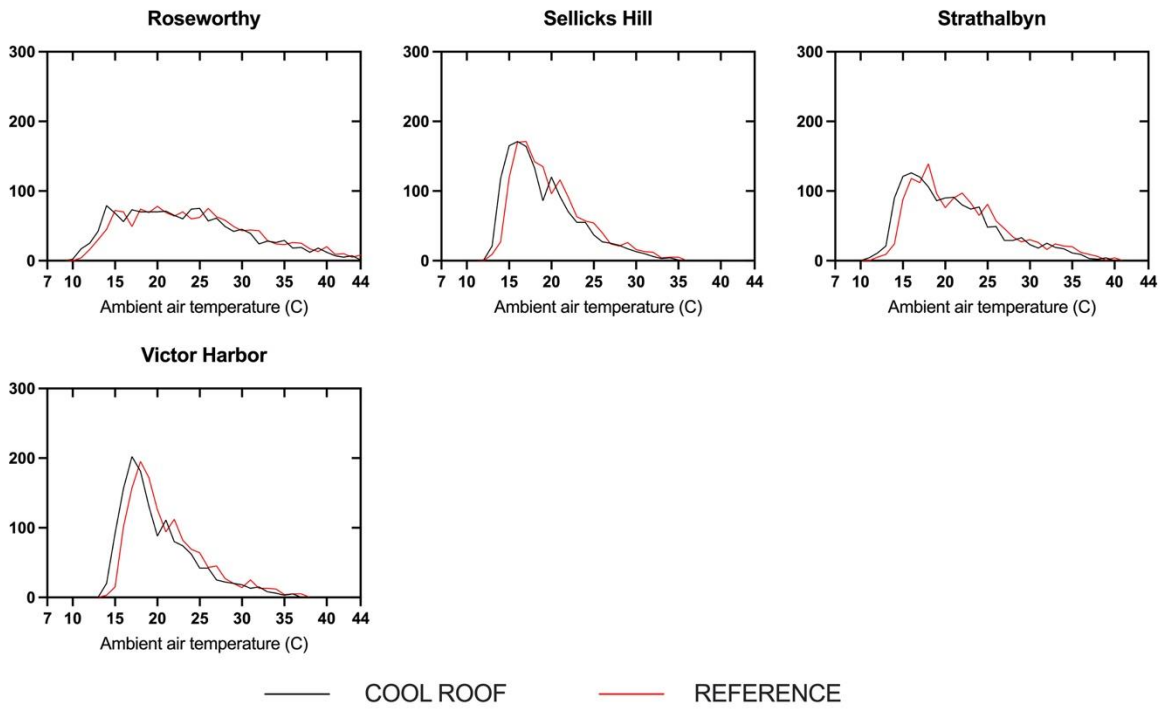 Roseworthy
300
200
100
0
7 10 15 20 25 30 35 40 44
Ambient air temperature (C)
Sellicks Hill
300
200
100
0
7 10 15 20 25 30 35 40 44
Ambient air temperature (C)
Strathalbyn
300
200
100
0
7 10 15 20 25 30 35 40 44
Ambient air temperature (C)
Victor Harbor
300
200
100
0
7 10 15 20 25 30 35 40 44
Ambient air temperature (C)
COOL ROOF REFERENCE